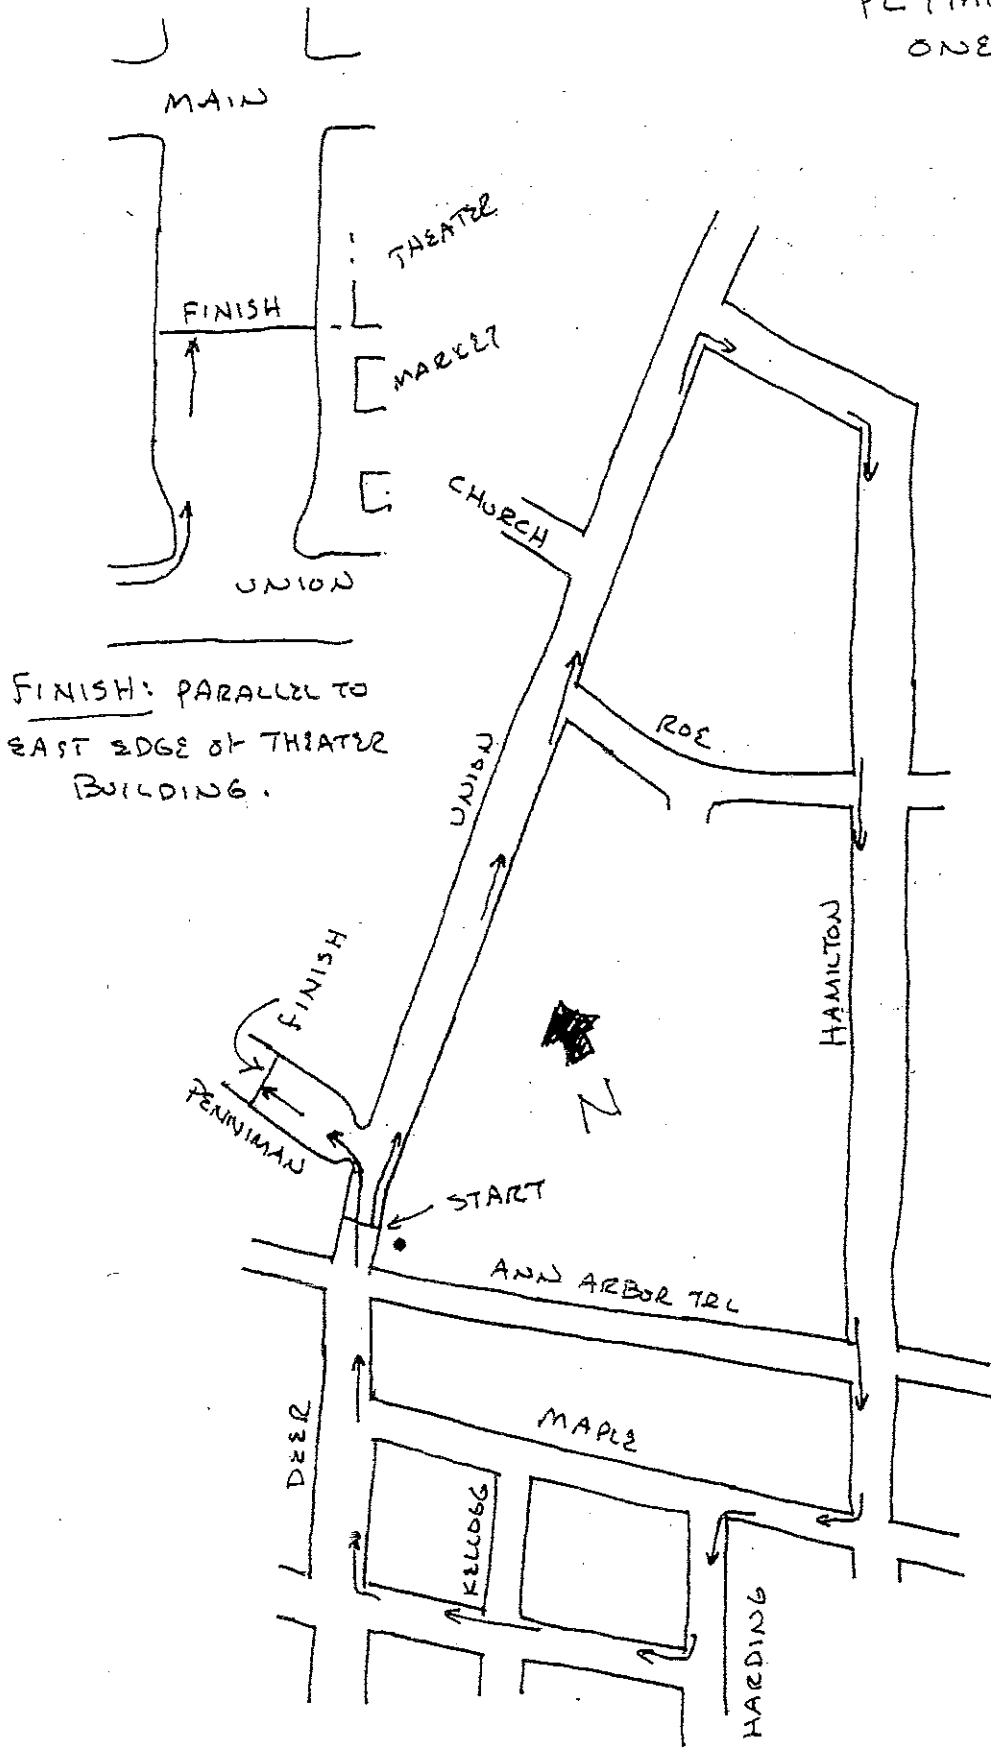 ONE
MAIN
THEATER
FINISH
MARKET
CHURCH
UNION
FINISH: PARALLEL TO
EAST EDGE OF THEATER
BUILDING.
ROE
UNION
HAMILTON
FINISH
N
PENNIMAN
START
ANN ARBOR TRL
MAPLE
DEER
KELLOGG
HARDING